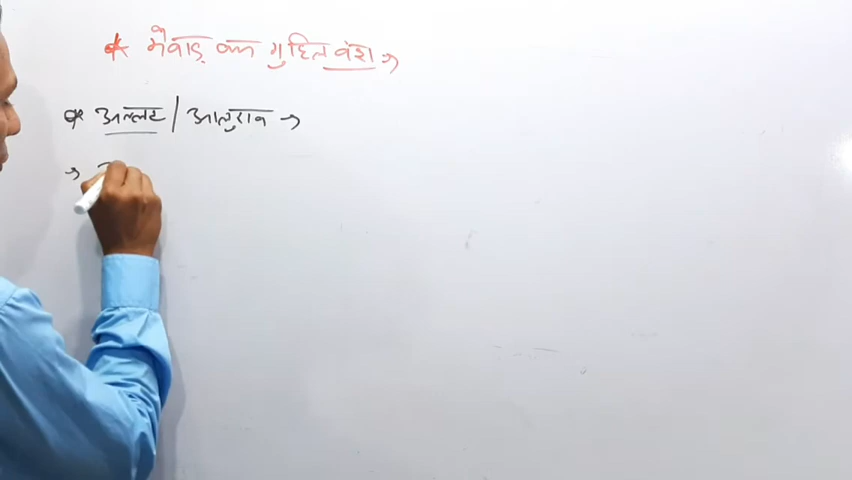 * मेवाड़ का गुहिल वंश →
* अल्लट / आलुराव →
→